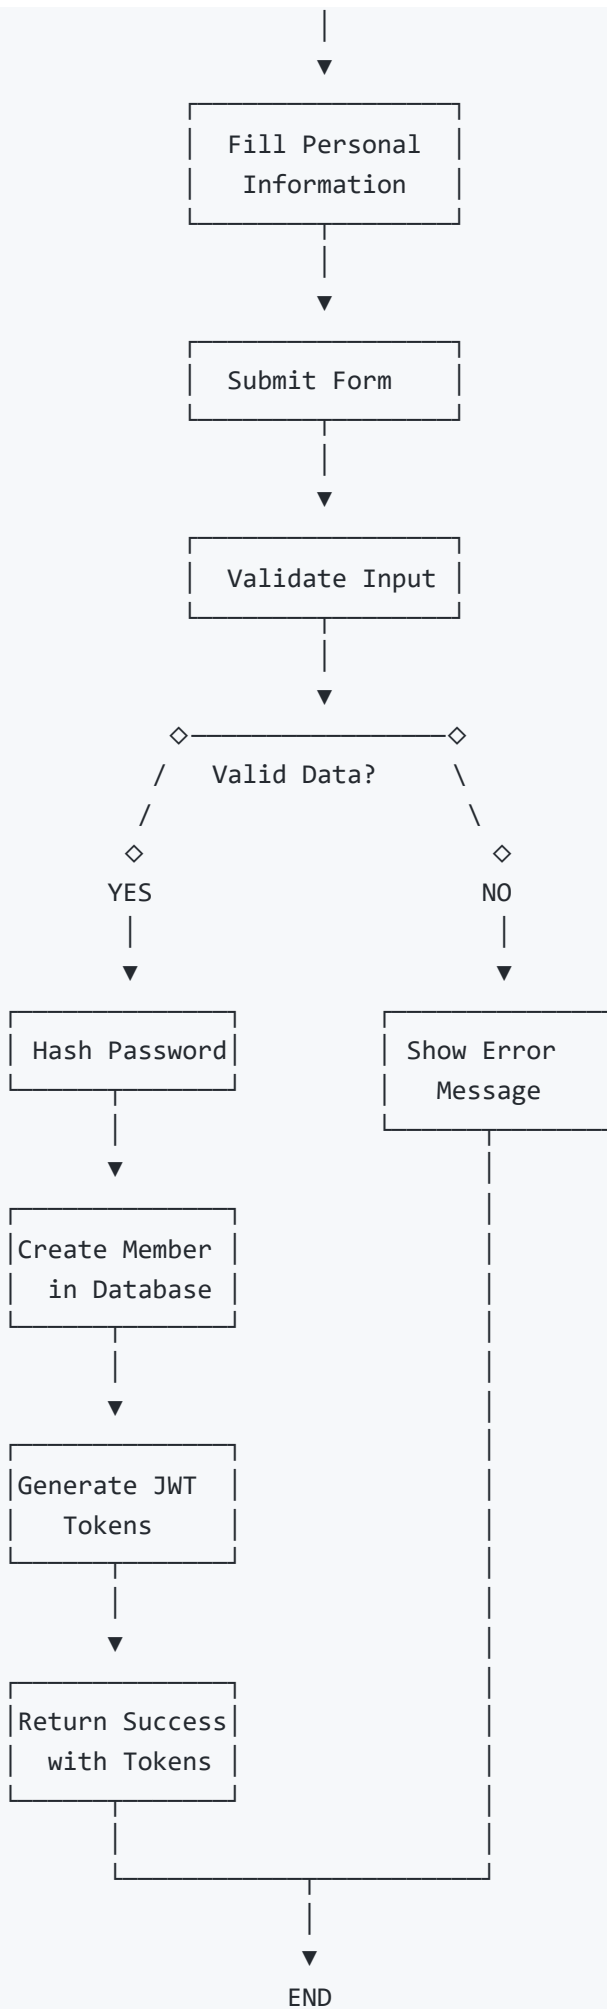 Fill Personal
Information
Submit Form
Validate Input
Valid Data?
YES NO
Hash Password Show Error
Message
Create Member
in Database
Generate JWT
Tokens
Return Success
with Tokens
END